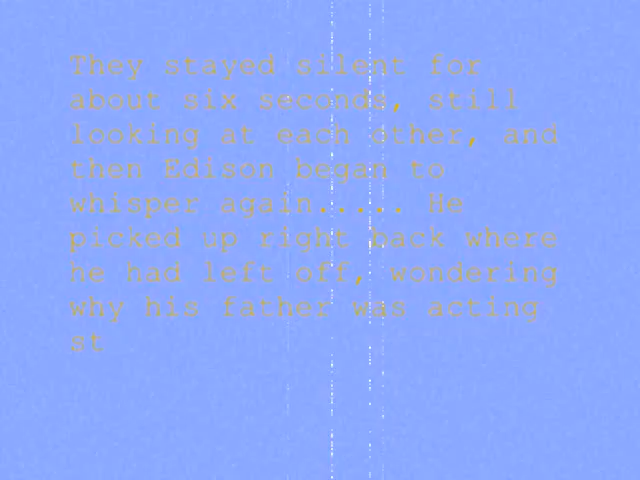 They stayed silent for
about six seconds, still
looking at each other, and
then Edison began to
whisper again..... He
picked up right back where
he had left off, wondering
why his father was acting
st